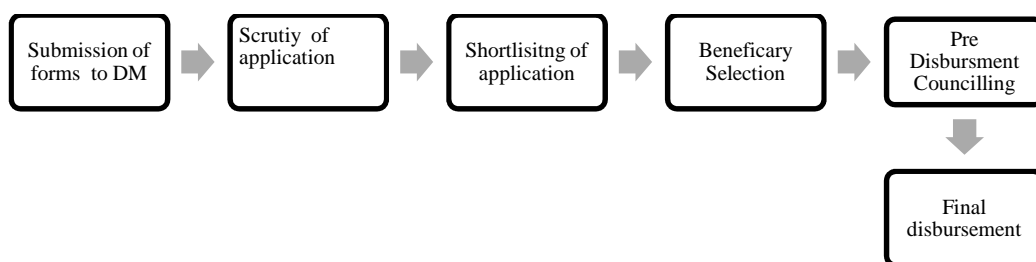 Submission of
forms to DM
Scrutiy of
application
Shortlisitng of
application
Beneficary
Selection
Pre
Disbursment
Councilling
Final
disbursement